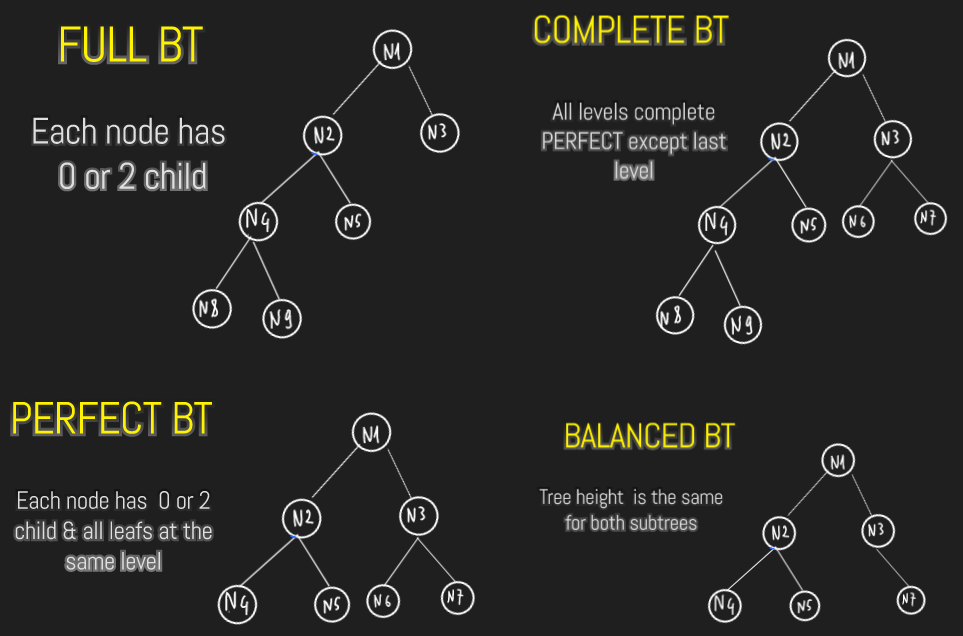 FULL BT
Each node has
0 or 2 child
N1
N2
N3
N4
N5
N8
N9
COMPLETE BT
All levels complete
PERFECT except last
level
N1
N2
N3
N4
N5
N6
N7
N8
N9
PERFECT BT
Each node has 0 or 2
child & all leafs at the
same level
N1
N2
N3
N4
N5
N6
N7
BALANCED BT
Tree height is the same
for both subtrees
N1
N2
N3
N4
N5
N7